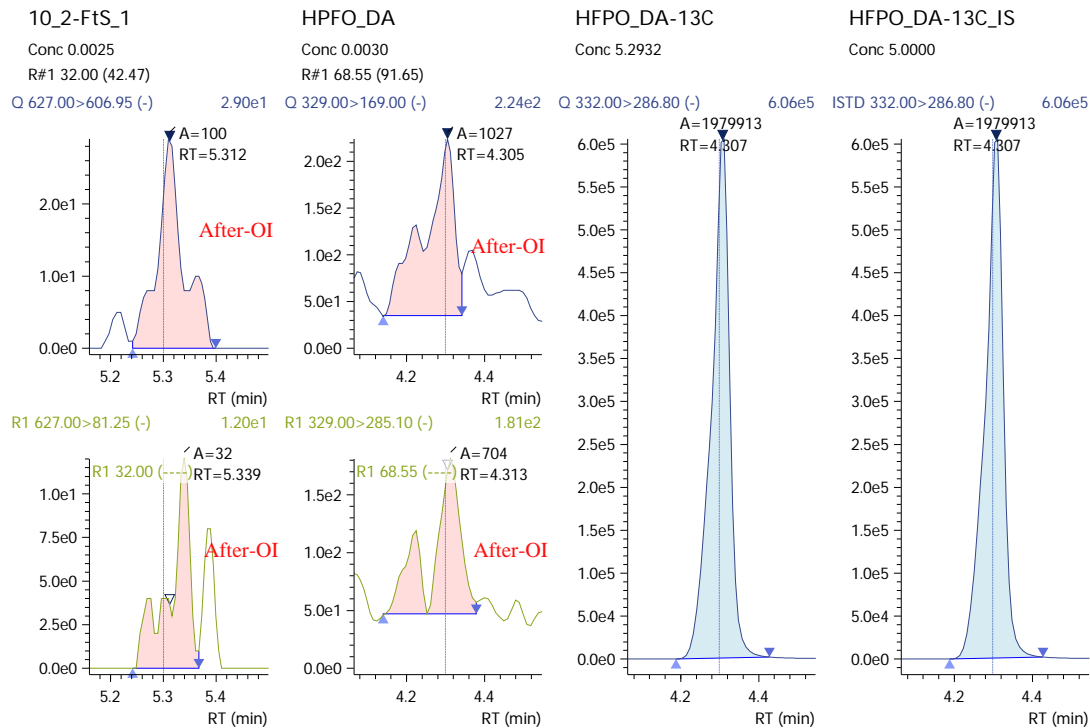 10_2-FtS_1
Conc 0.0025
R#1 32.00 (42.47)
Q 627.00>606.95 (-) 2.90e1
A=100
RT=5.312
After-OI
2.0e1
1.0e1
0.0e0
5.2 5.3 5.4
RT (min)
R1 627.00>81.25 (-) 1.20e1
A=32
R1 32.00 (----)
RT=5.339
1.0e1
7.5e0
After-OI
5.0e0
2.5e0
0.0e0
5.2 5.3 5.4
RT (min)
HPFO_DA
Conc 0.0030
R#1 68.55 (91.65)
Q 329.00>169.00 (-) 2.24e2
A=1027
RT=4.305
2.0e2
1.5e2
After-OI
1.0e2
5.0e1
0.0e0
4.2 4.4
RT (min)
R1 329.00>285.10 (-) 1.81e2
A=704
R1 68.55 (----)
RT=4.313
1.5e2
1.0e2
After-OI
5.0e1
0.0e0
4.2 4.4
RT (min)
HFPO_DA-13C
Conc 5.2932
Q 332.00>286.80 (-) 6.06e5
A=1979913
RT=4.307
6.0e5
5.5e5
5.0e5
4.5e5
4.0e5
3.5e5
3.0e5
2.5e5
2.0e5
1.5e5
1.0e5
5.0e4
0.0e0
4.2 4.4
RT (min)
HFPO_DA-13C_IS
Conc 5.0000
ISTD 332.00>286.80 (-) 6.06e5
A=1979913
RT=4.307
6.0e5
5.5e5
5.0e5
4.5e5
4.0e5
3.5e5
3.0e5
2.5e5
2.0e5
1.5e5
1.0e5
5.0e4
0.0e0
4.2 4.4
RT (min)